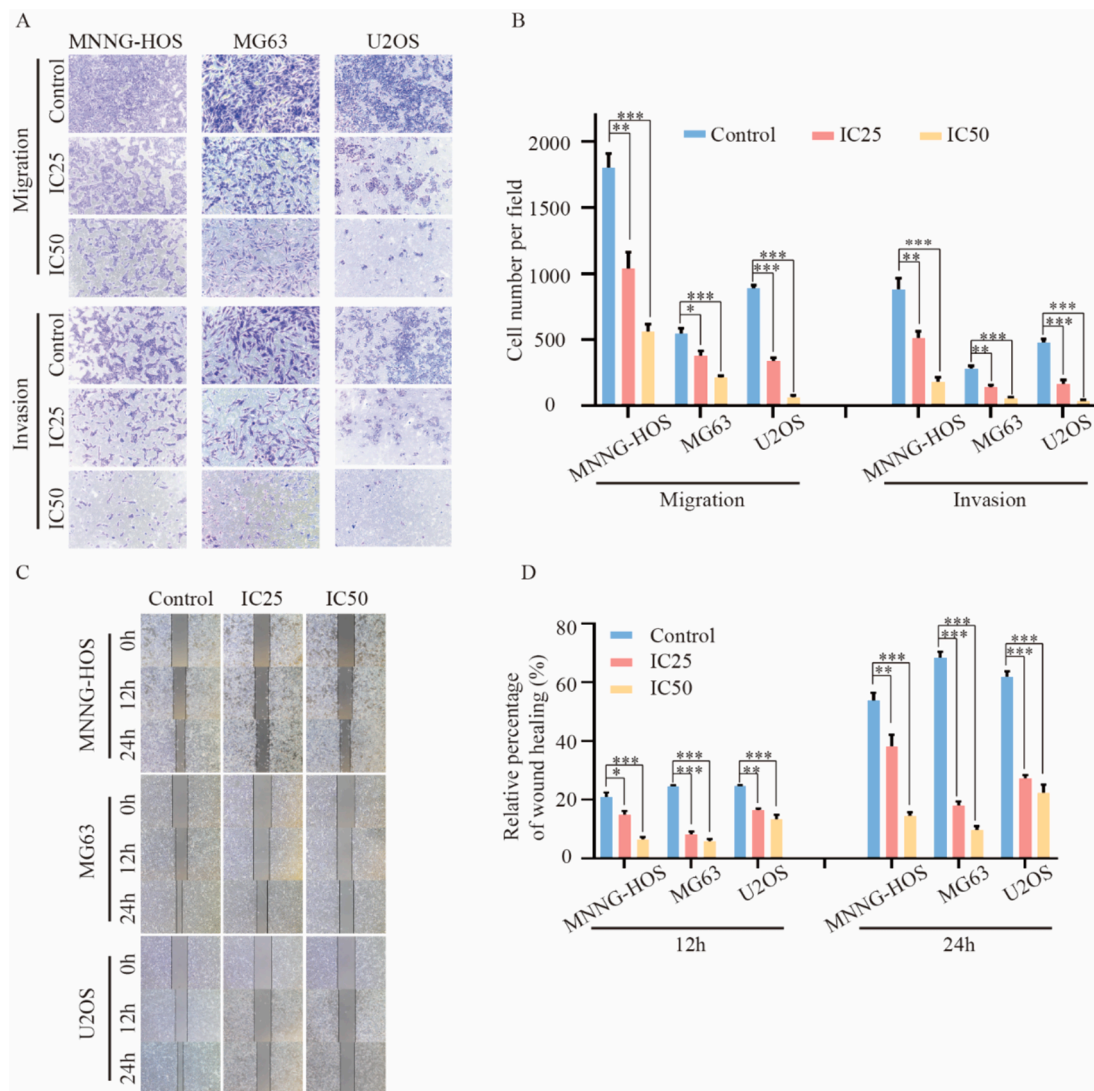 A
MNNG-HOS MG63 U2OS
Migration
Control
IC25
IC50
Invasion
Control
IC25
IC50
B
Cell number per field
2000
1500
1000
500
0
Control IC25 IC50
*** ** *** * *** ***
*** ** *** ** *** ***
MNNG-HOS MG63 U2OS MNNG-HOS MG63 U2OS
Migration Invasion
C
Control IC25 IC50
MNNG-HOS
0h
12h
24h
MG63
0h
12h
24h
U2OS
0h
12h
24h
D
Relative percentage
of wound healing (%)
80
60
40
20
0
Control
IC25
IC50
*** * *** *** *** **
*** ** *** *** *** ***
MNNG-HOS MG63 U2OS MNNG-HOS MG63 U2OS
12h 24h